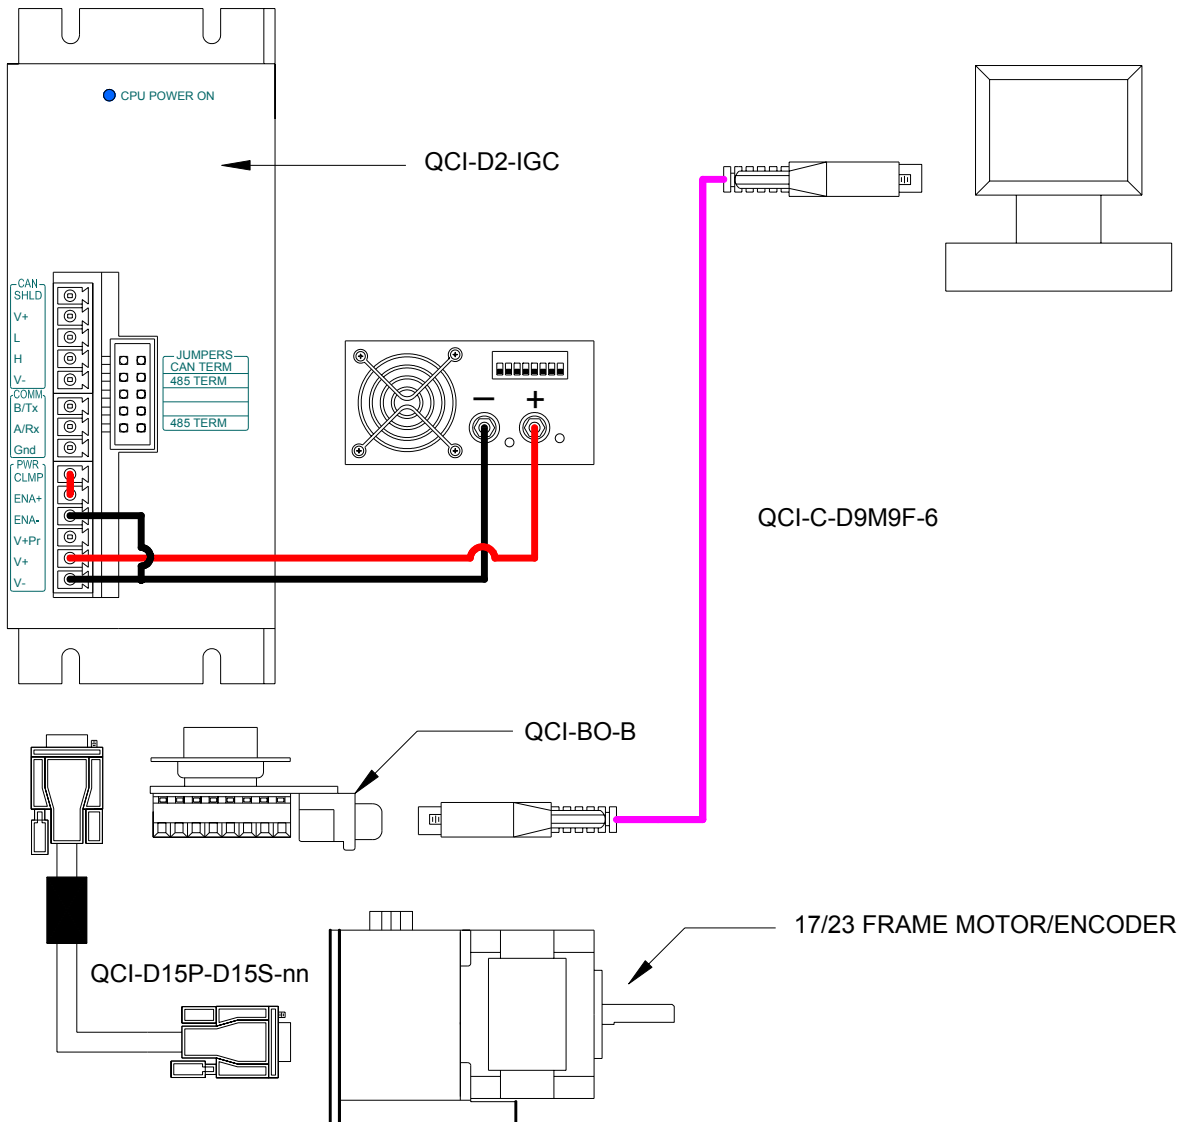 CPU POWER ON
QCI-D2-IGC
CAN
SHLD
V+
L
H
V-
COMM
B/Tx
A/Rx
Gnd
PWR
CLMP
ENA+
ENA-
V+Pr
V+
V-
JUMPERS
CAN TERM
485 TERM
485 TERM
− +
QCI-C-D9M9F-6
QCI-BO-B
17/23 FRAME MOTOR/ENCODER
QCI-D15P-D15S-nn